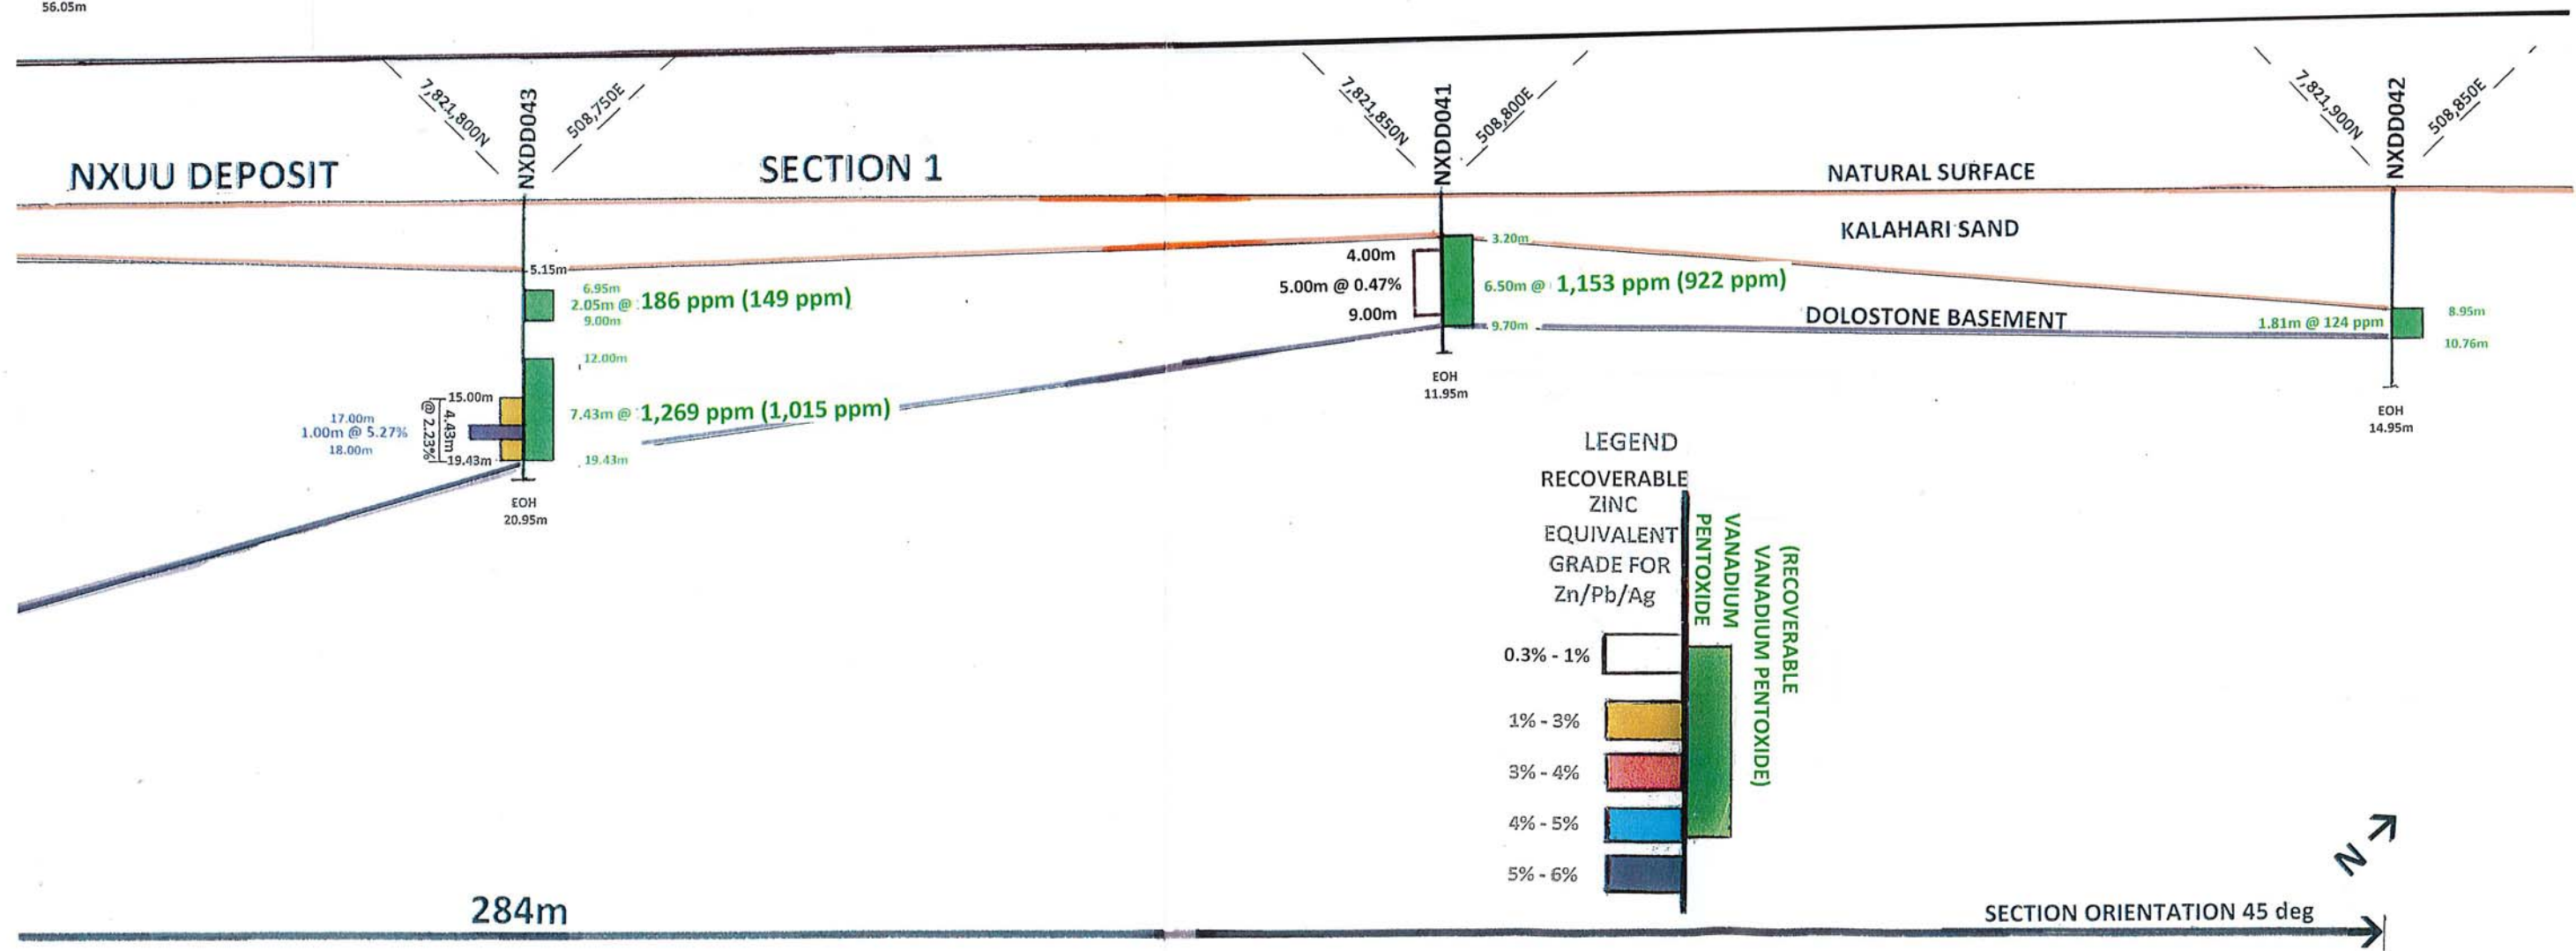 56.05m
7,821,800N
NXDD043
508,750E
7,821,850N
NXDD041
508,800E
7,821,900N
NXDD042
508,850E
NXUU DEPOSIT
SECTION 1
NATURAL SURFACE
KALAHARI SAND
DOLOSTONE BASEMENT
5.15m
6.95m
2.05m @ 186 ppm (149 ppm)
9.00m
12.00m
7.43m @ 1,269 ppm (1,015 ppm)
19.43m
15.00m
4.43m
@ 2.23%
19.43m
17.00m
1.00m @ 5.27%
18.00m
EOH
20.95m
4.00m
5.00m @ 0.47%
9.00m
3.20m
6.50m @ 1,153 ppm (922 ppm)
9.70m
EOH
11.95m
8.95m
1.81m @ 124 ppm
10.76m
EOH
14.95m
LEGEND
RECOVERABLE
ZINC
EQUIVALENT
GRADE FOR
Zn/Pb/Ag
VANADIUM
PENTOXIDE
(RECOVERABLE
VANADIUM PENTOXIDE)
0.3% - 1%
1% - 3%
3% - 4%
4% - 5%
5% - 6%
N
284m
SECTION ORIENTATION 45 deg